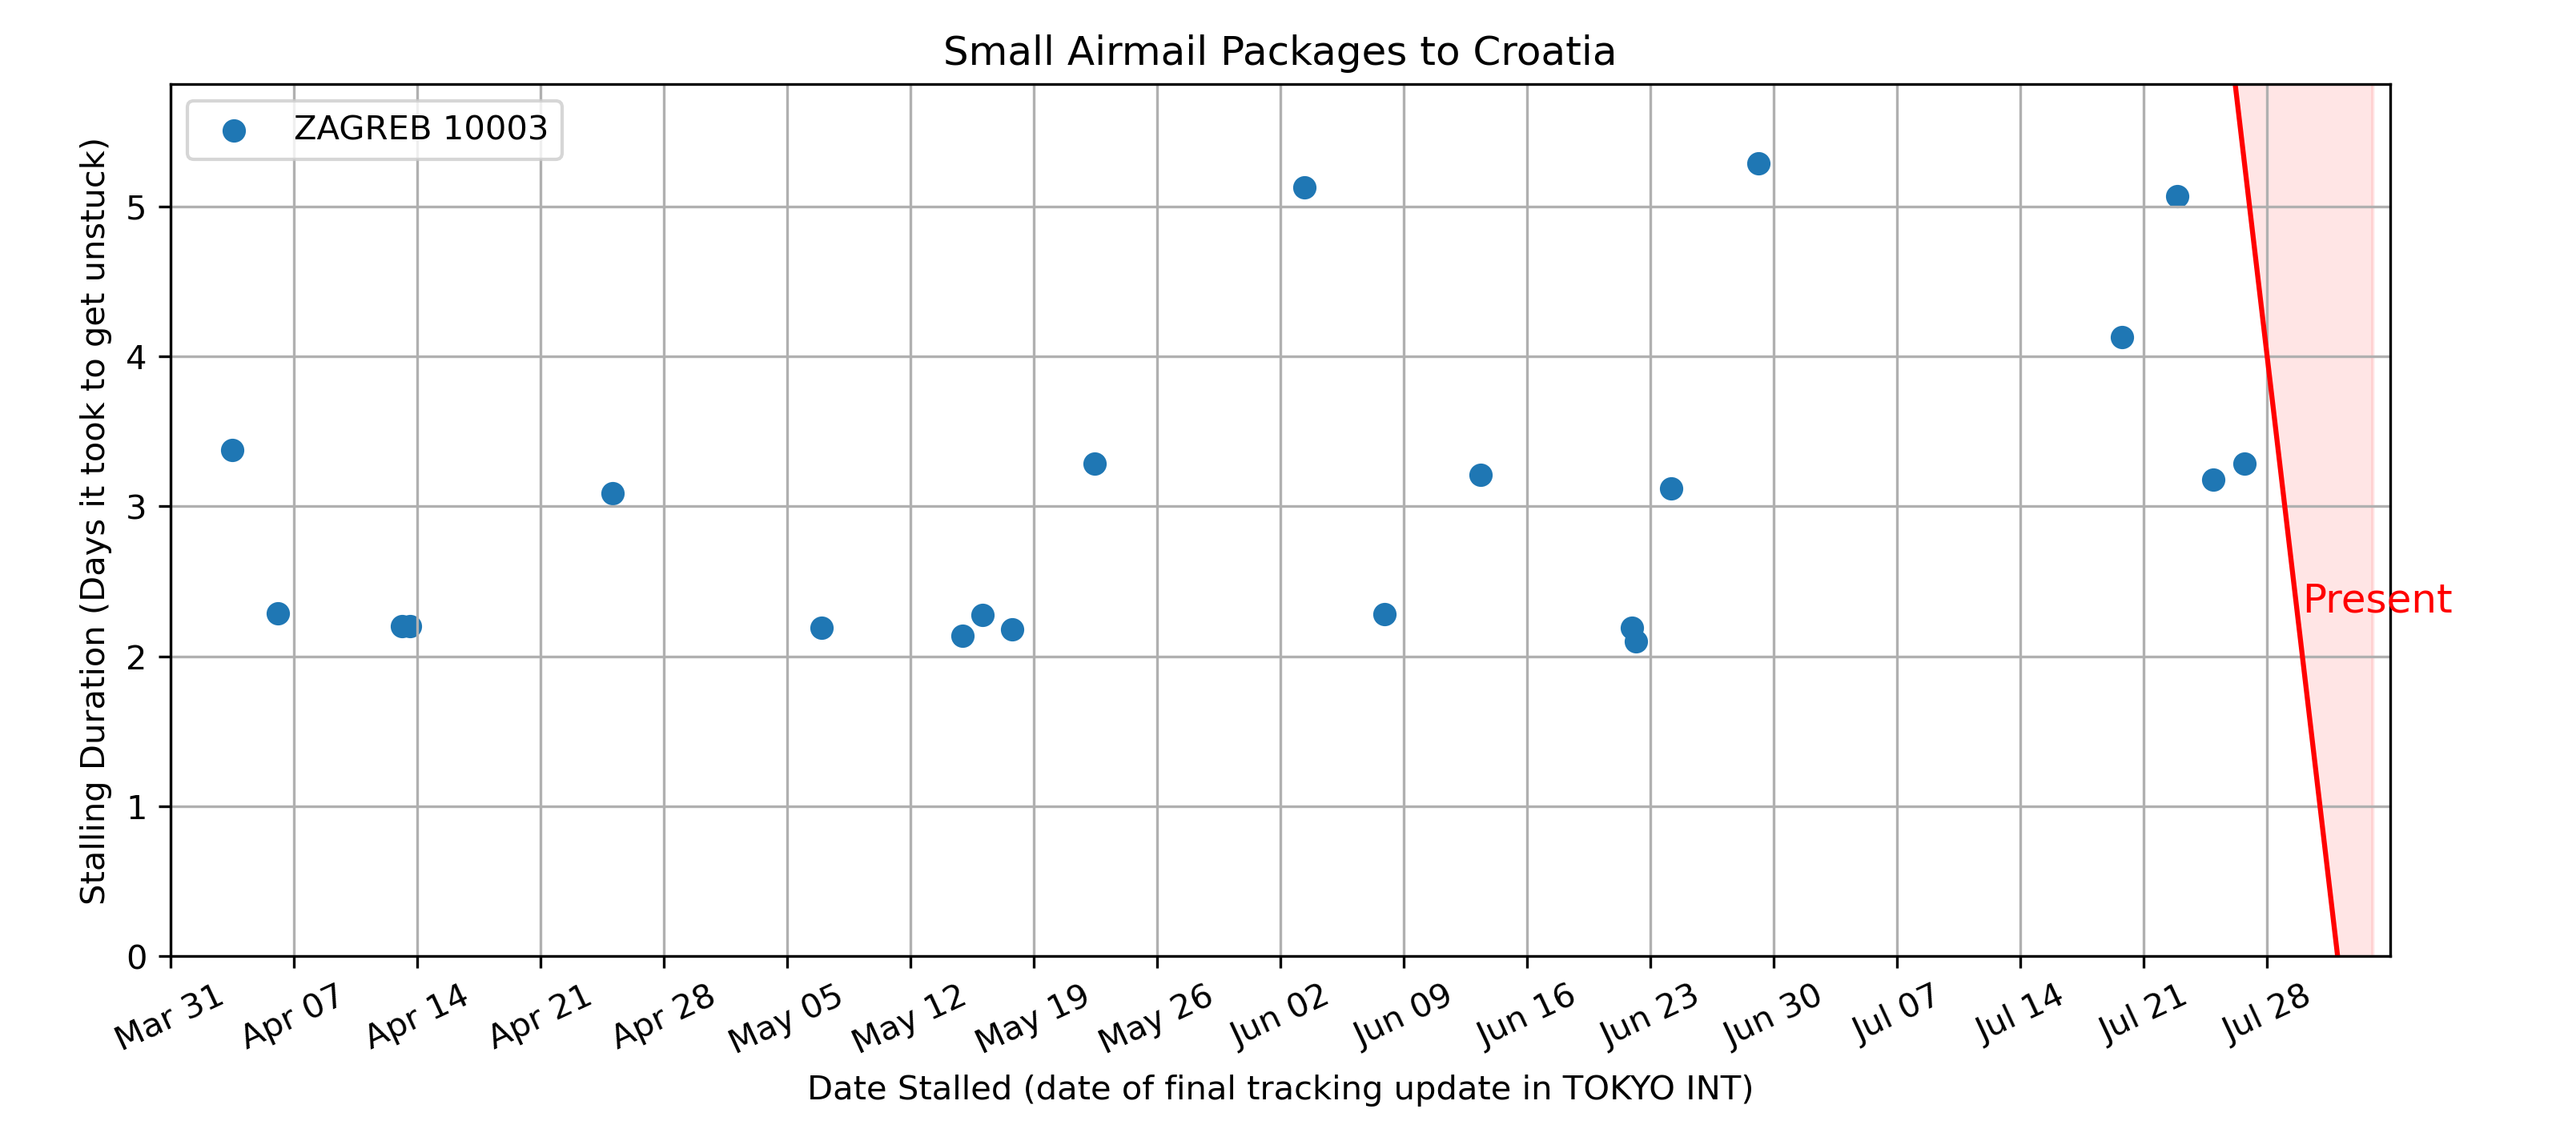 Small Airmail Packages to Croatia
ZAGREB 10003
Stalling Duration (Days it took to get unstuck)
5
4
3
2
1
0
Present
Mar 31 Apr 07 Apr 14 Apr 21 Apr 28 May 05 May 12 May 19 May 26 Jun 02 Jun 09 Jun 16 Jun 23 Jun 30 Jul 07 Jul 14 Jul 21 Jul 28
Date Stalled (date of final tracking update in TOKYO INT)